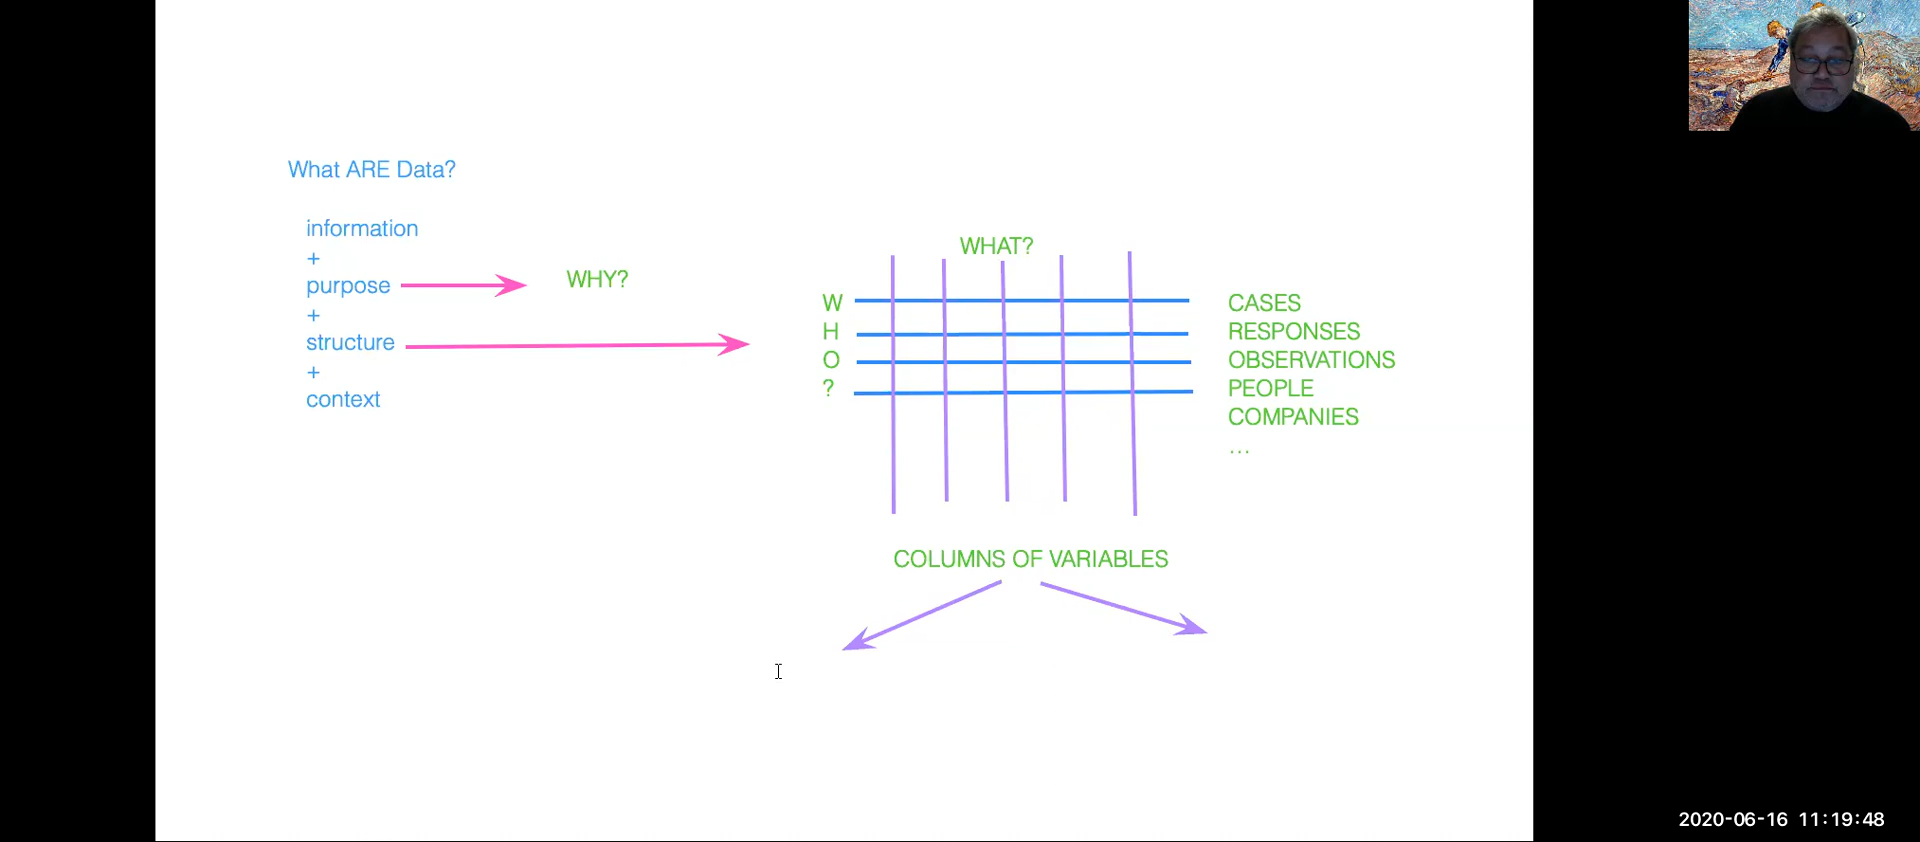 What ARE Data?
information
+
purpose
+
structure
+
context
WHY?
WHAT?
W
H
O
?
CASES
RESPONSES
OBSERVATIONS
PEOPLE
COMPANIES
...
COLUMNS OF VARIABLES
2020-06-16 11:19:48